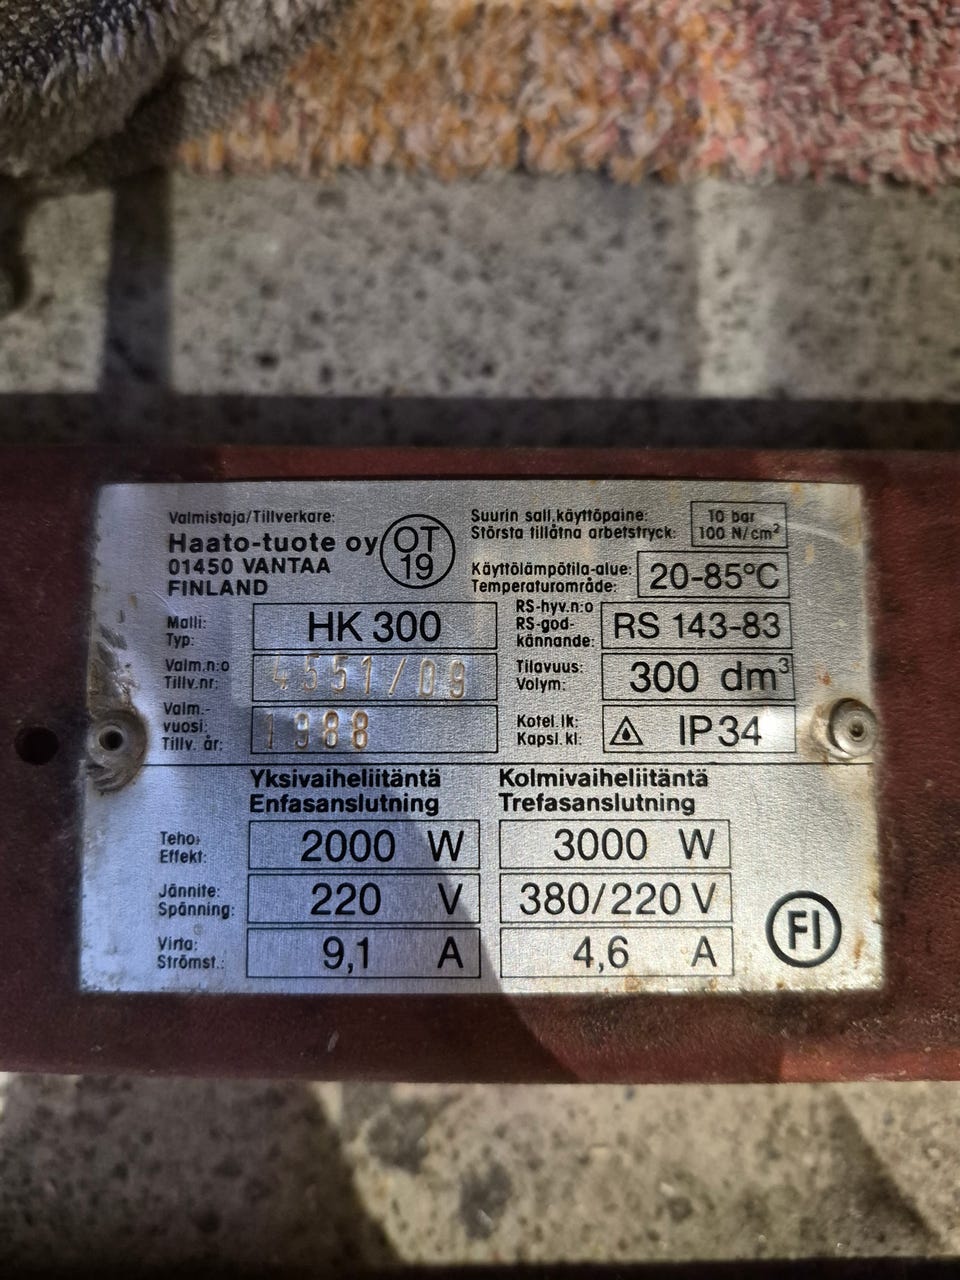 Valmistaja/Tillverkare:
Haato-tuote oy
01450 VANTAA
FINLAND
OT
19
Suurin sall.käyttöpaine:
Största tillåtna arbetstryck:
10 bar
100 N/cm²
Käyttölämpötila-alue:
Temperaturområde:
20-85°C
Malli:
Typ:
HK 300
RS-hyv.n:o
RS-god-
kännande:
RS 143-83
Valm.n:o
Tillv.nr:
4551/09
Tilavuus:
Volym:
300 dm³
Valm.-
vuosi:
Tillv. år:
1988
Kotel.lk:
Kapsl.kl:
IP34
Yksivaiheliitäntä
Enfasanslutning
Kolmivaiheliitäntä
Trefasanslutning
Teho:
Effekt:
2000 W
3000 W
Jännite:
Spänning:
220 V
380/220 V
Virta:
Strömst.:
9,1 A
4,6 A
FI